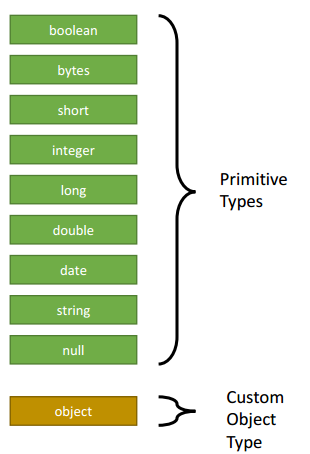 boolean
bytes
short
integer
long
double
date
string
null
Primitive
Types
object
Custom
Object
Type